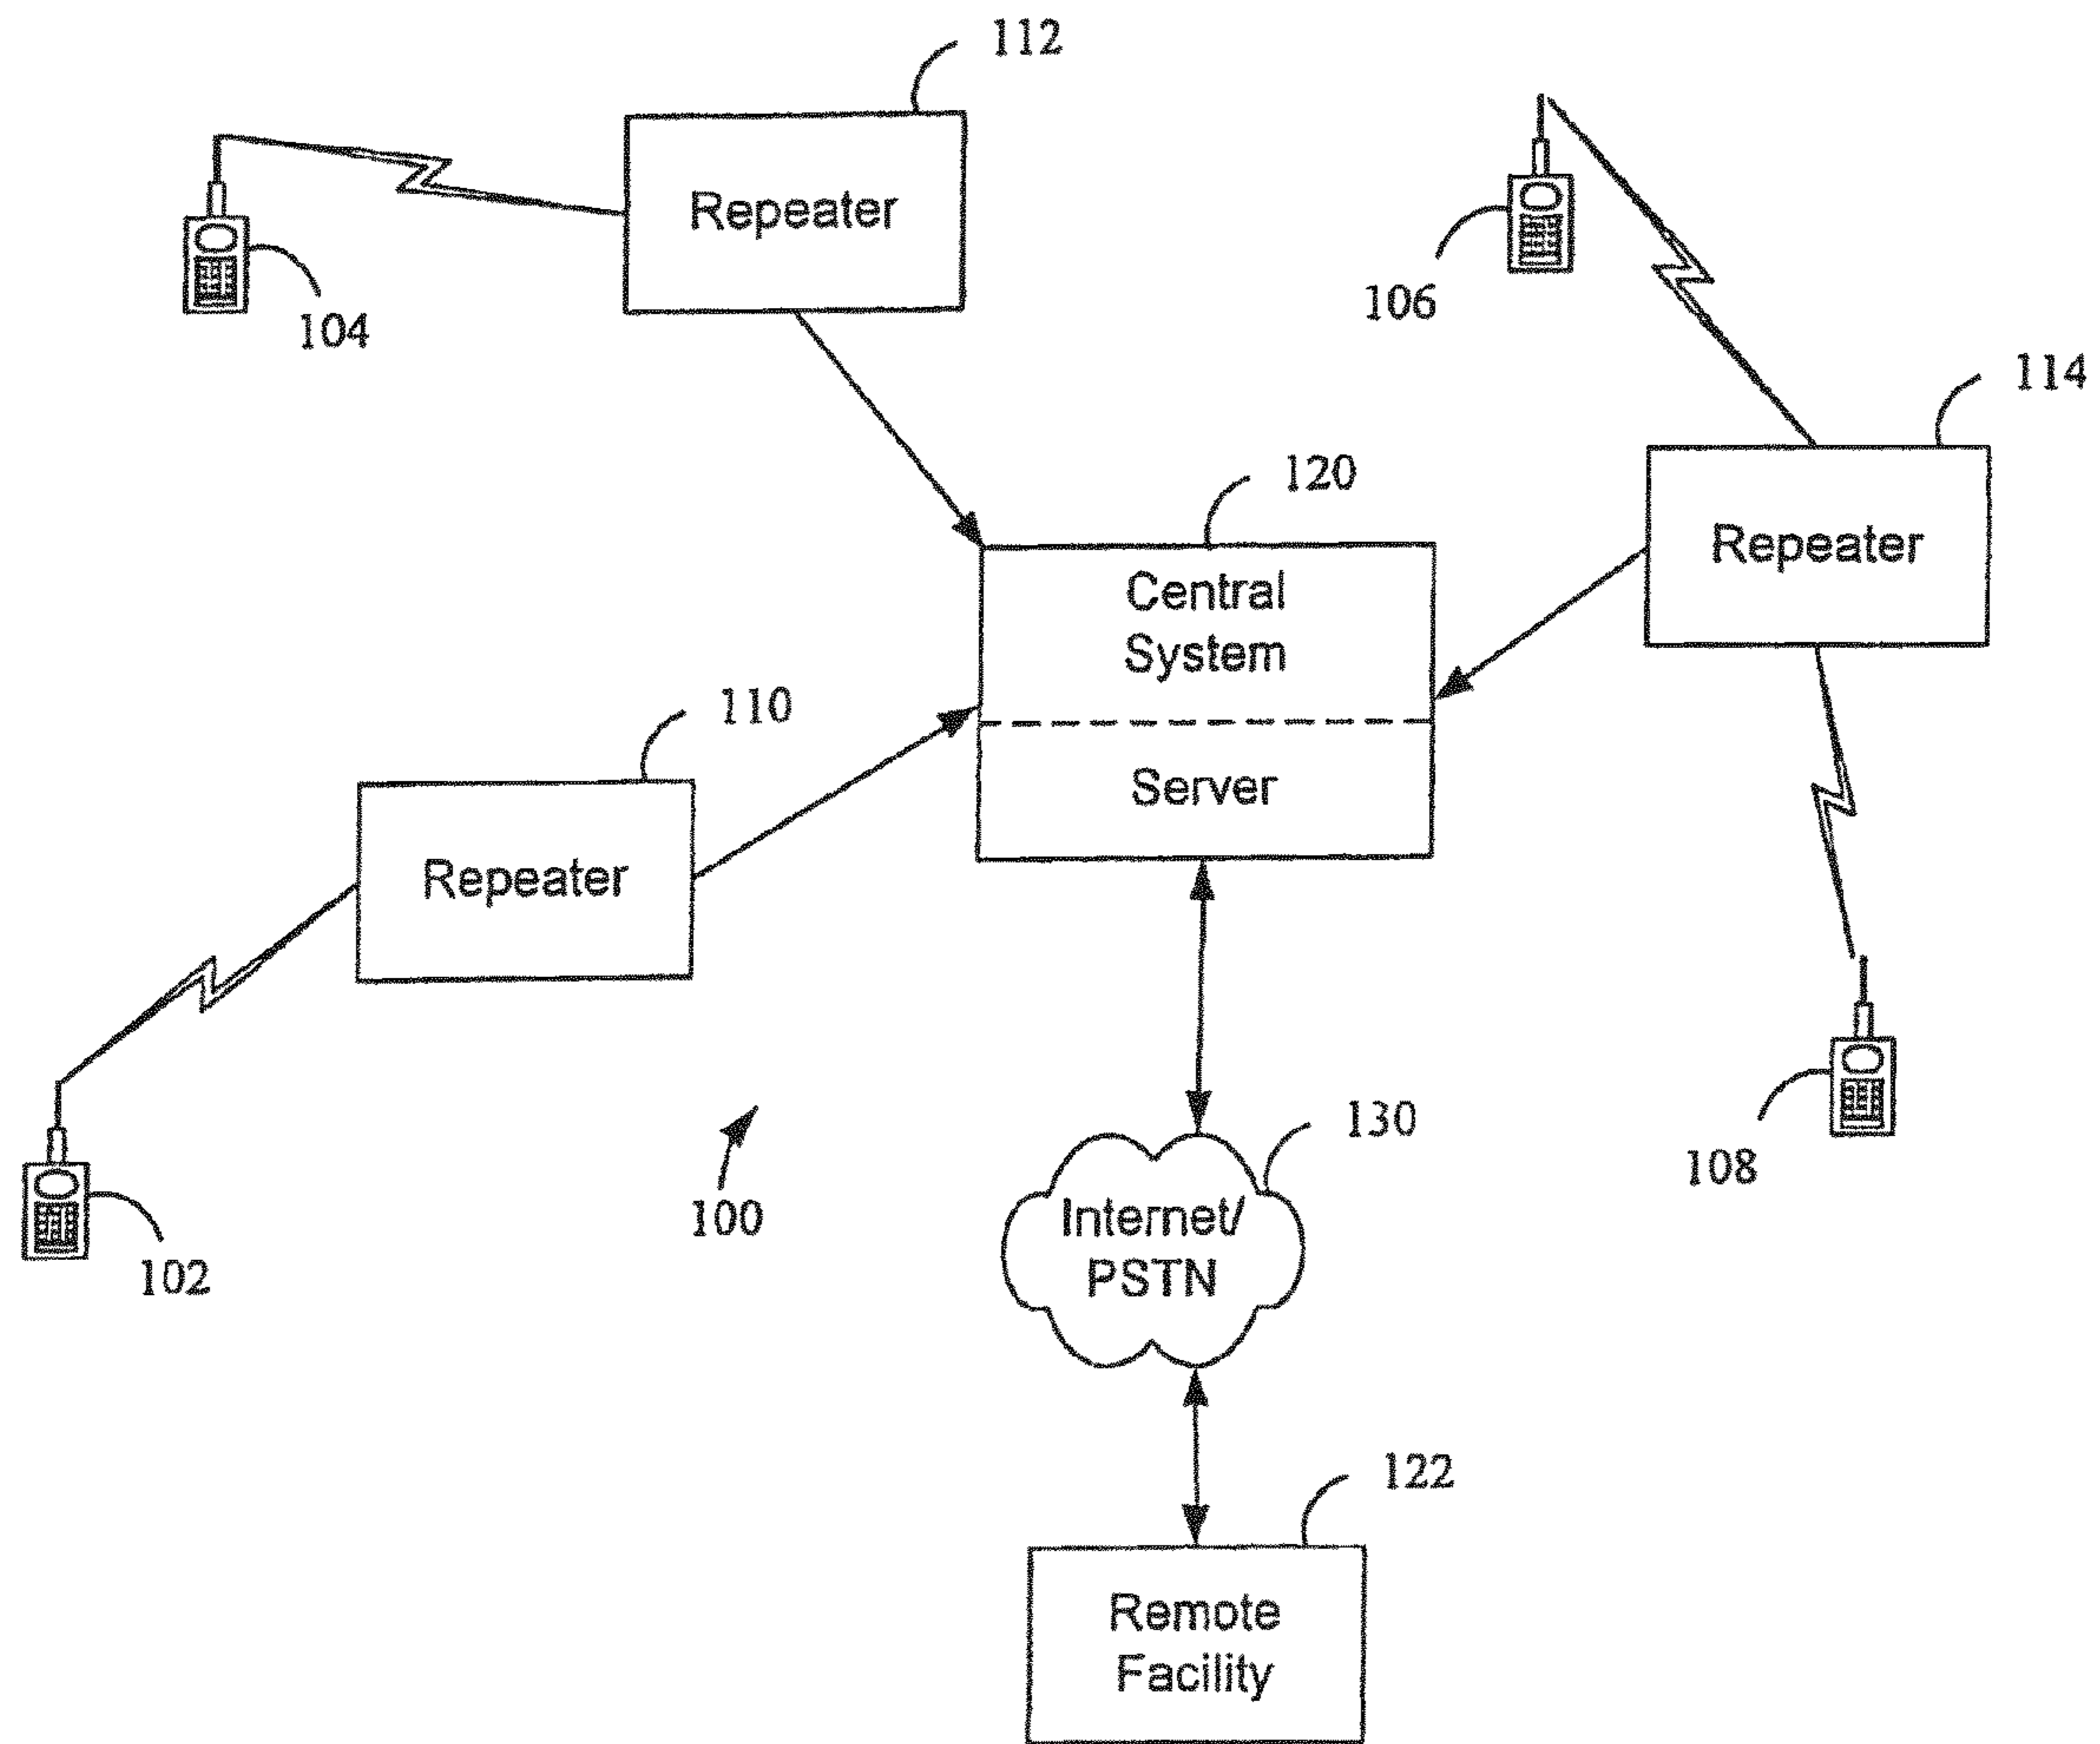 112
Repeater
104
106
114
Repeater
120
Central
System
Server
110
Repeater
102
100
108
130
Internet/
PSTN
122
Remote
Facility